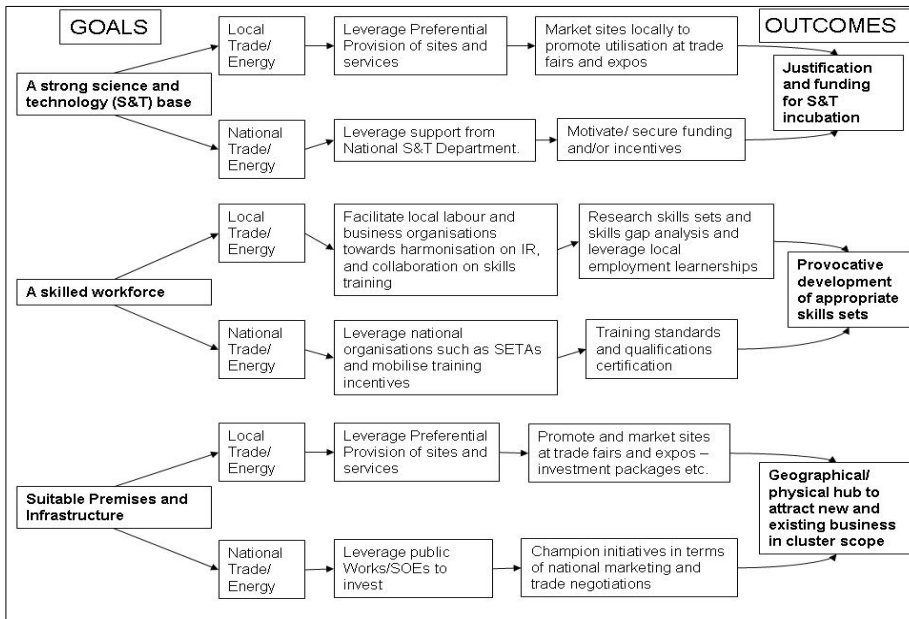 GOALS
OUTCOMES
Local
Trade/
Energy
Leverage Preferential
Provision of sites and
services
Market sites locally to
promote utilisation at trade
fairs and expos
A strong science and
technology (S&T) base
Justification
and funding
for S&T
incubation
National
Trade/
Energy
Leverage support from
National S&T Department.
Motivate/ secure funding
and/or incentives
Local
Trade/
Energy
Facilitate local labour and
business organisations
towards harmonisation on IR,
and collaboration on skills
training
Research skills sets and
skills gap analysis and
leverage local
employment learnerships
A skilled workforce
Provocative
development
of appropriate
skills sets
National
Trade/
Energy
Leverage national
organisations such as SETAs
and mobilise training
incentives
Training standards
and qualifications
certification
Local
Trade/
Energy
Leverage Preferential
Provision of sites and
services
Promote and market sites
at trade fairs and expos –
investment packages etc.
Suitable Premises and
Infrastructure
Geographical/
physical hub to
attract new and
existing business
in cluster scope
National
Trade/
Energy
Leverage public
Works/SOEs to
invest
Champion initiatives in terms
of national marketing and
trade negotiations